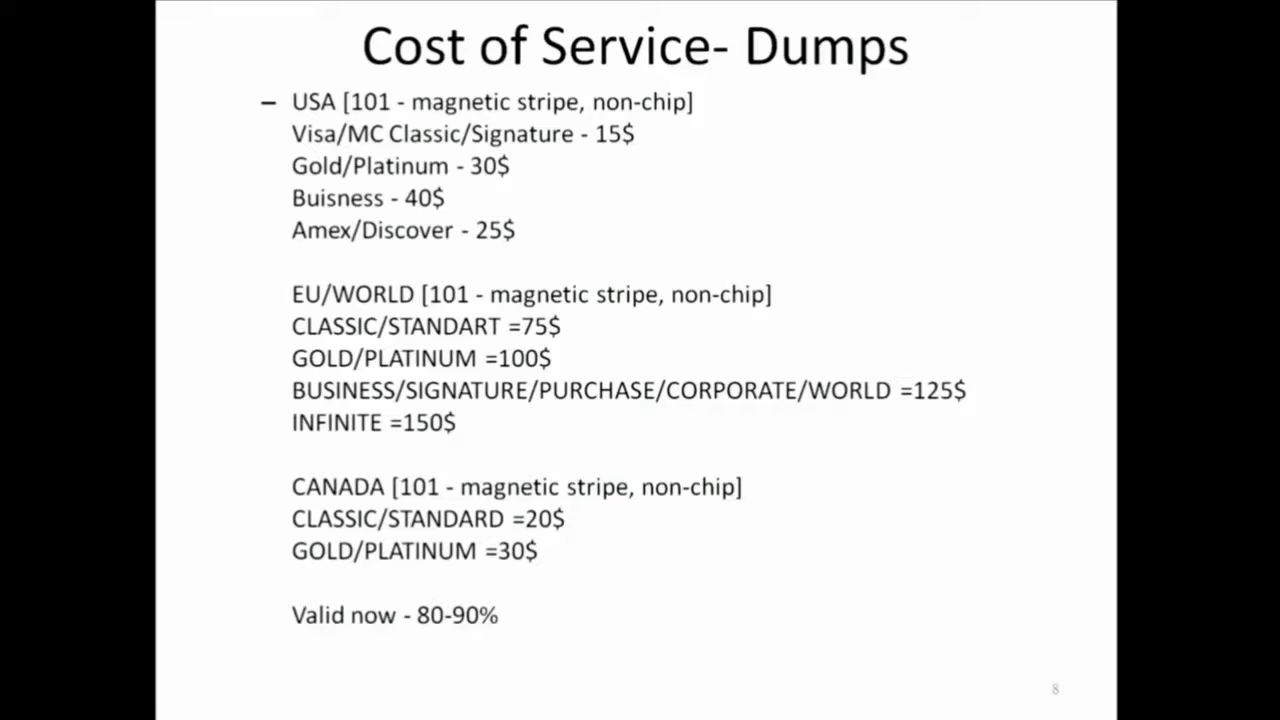 Cost of Service- Dumps
– USA [101 - magnetic stripe, non-chip]
Visa/MC Classic/Signature - 15$
Gold/Platinum - 30$
Buisness - 40$
Amex/Discover - 25$
EU/WORLD [101 - magnetic stripe, non-chip]
CLASSIC/STANDART =75$
GOLD/PLATINUM =100$
BUSINESS/SIGNATURE/PURCHASE/CORPORATE/WORLD =125$
INFINITE =150$
CANADA [101 - magnetic stripe, non-chip]
CLASSIC/STANDARD =20$
GOLD/PLATINUM =30$
Valid now - 80-90%
8